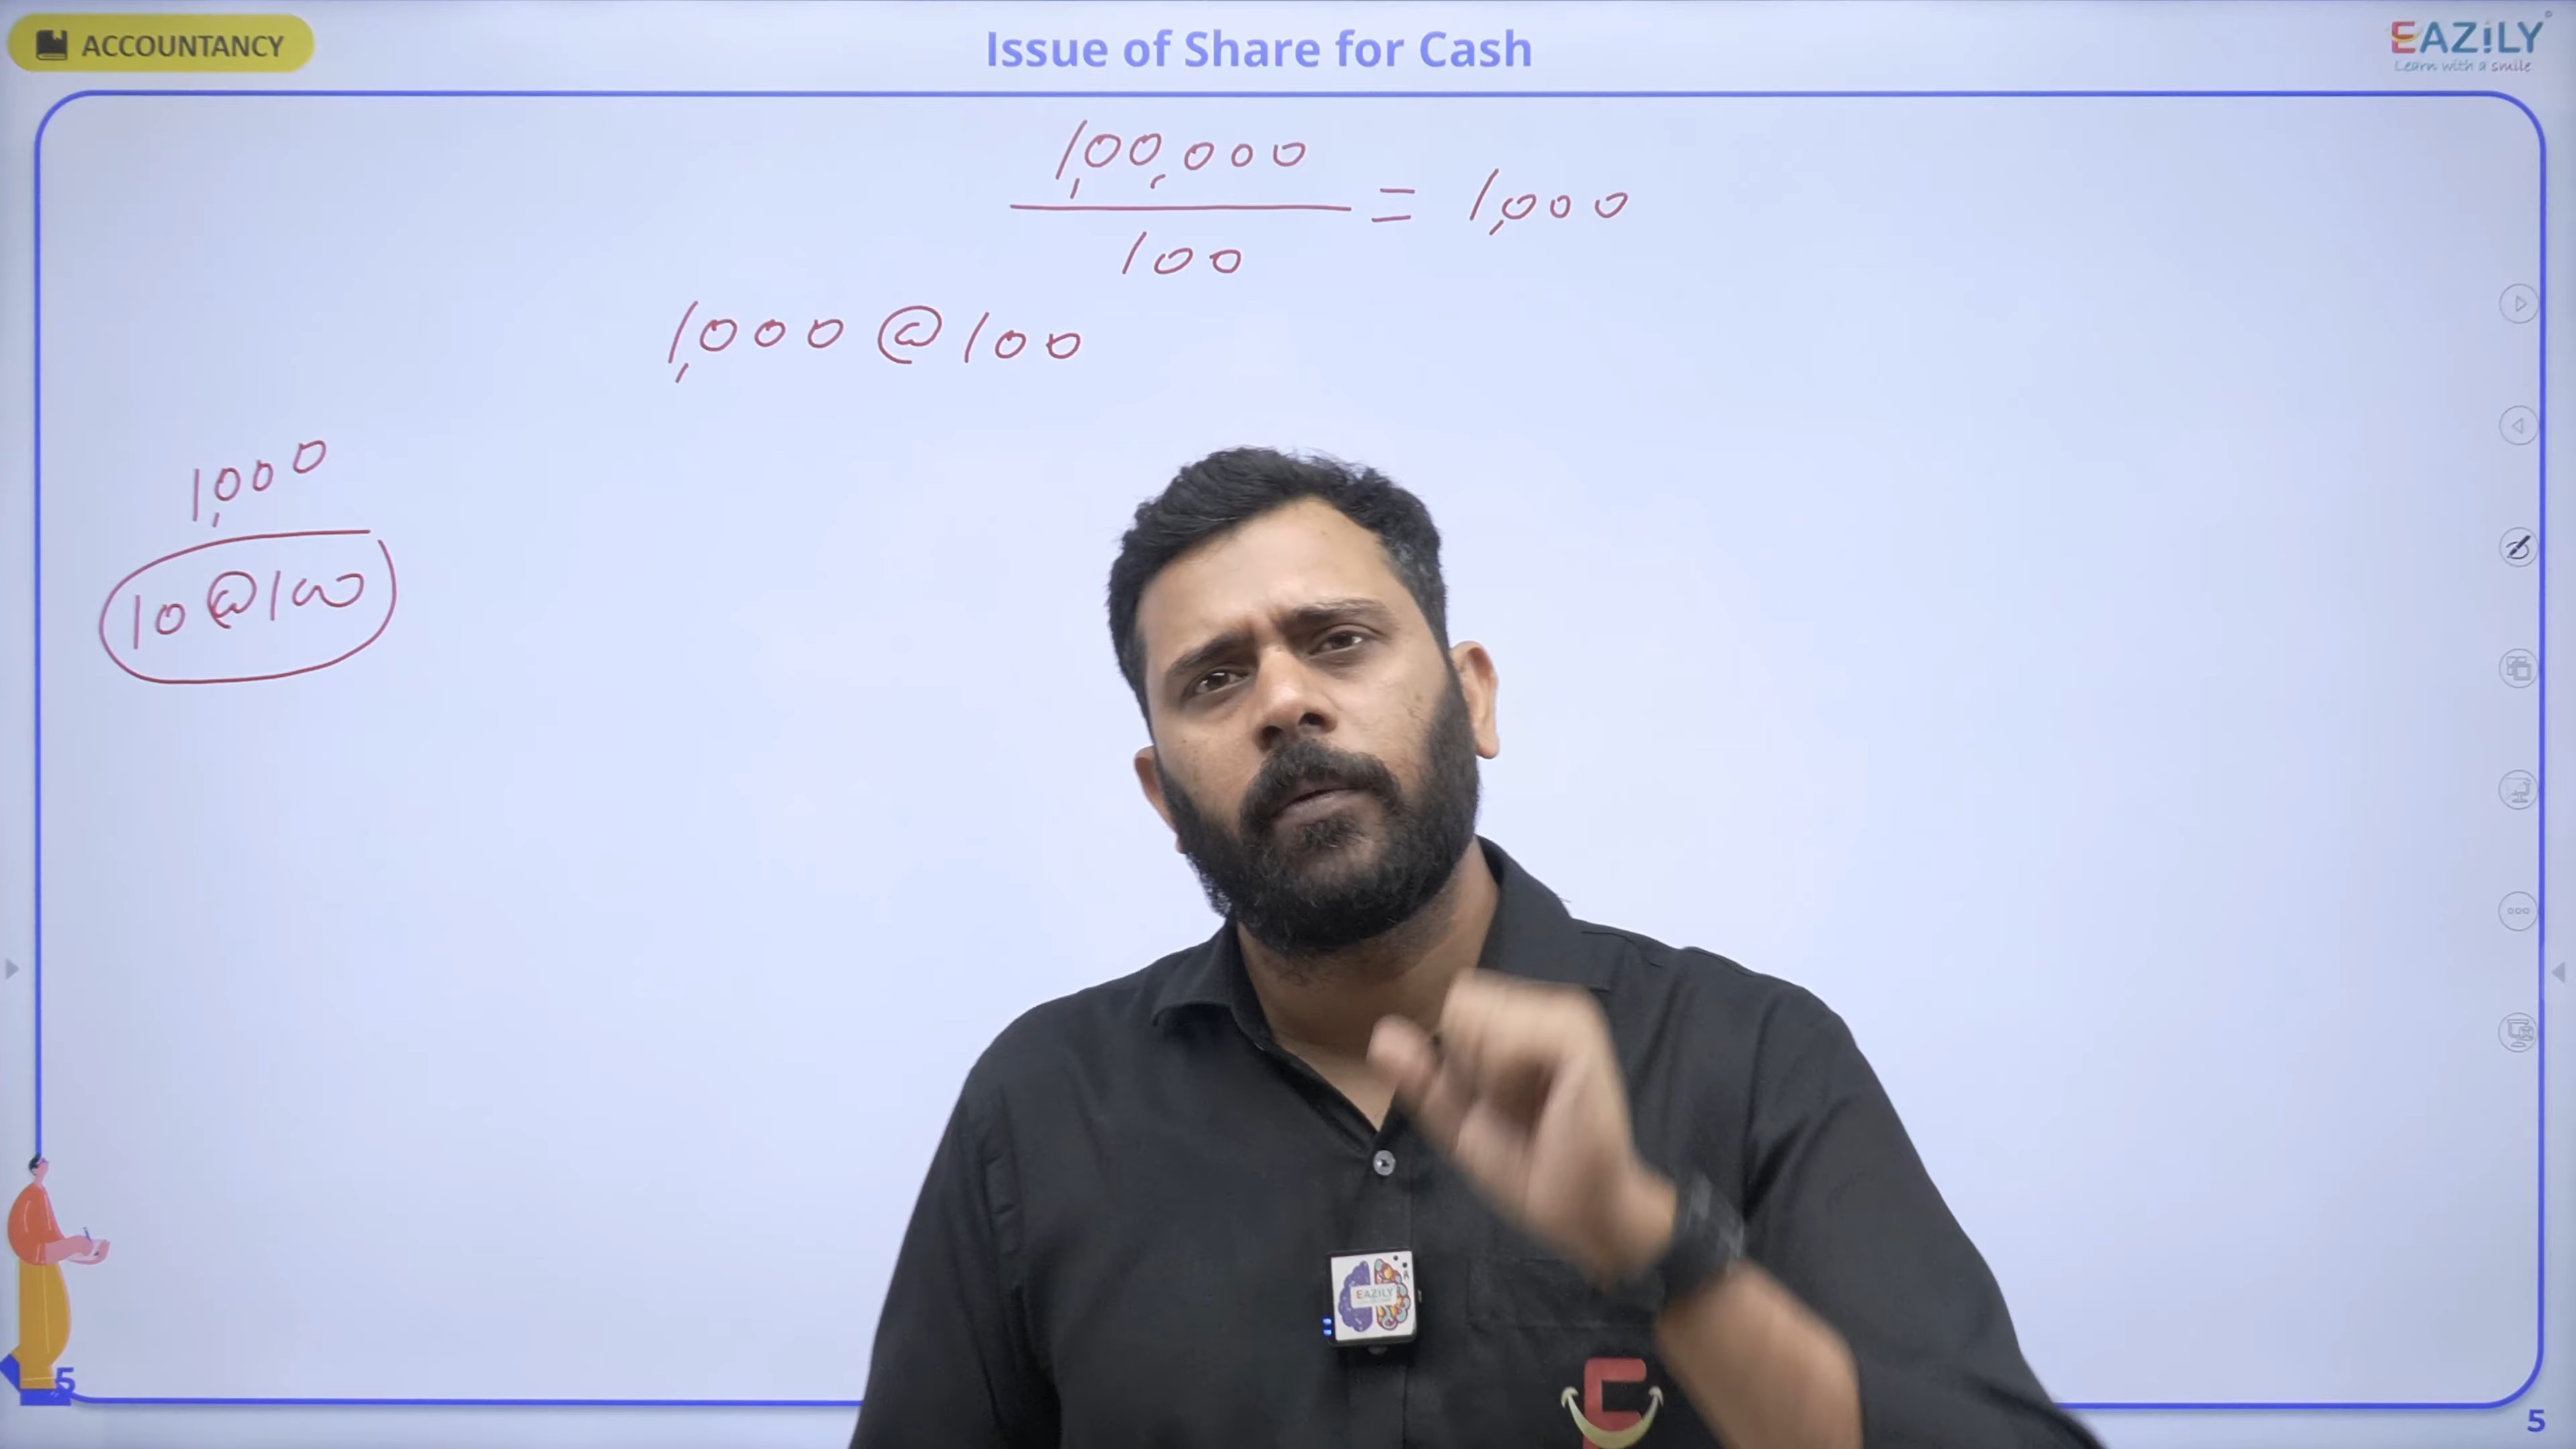 ACCOUNTANCY
Issue of Share for Cash
EAZiLY
Learn with a smile
1,00,000
100
= 1,000
1,000 @ 100
1,000
10 @ 100
EAZiLY
E
5
5